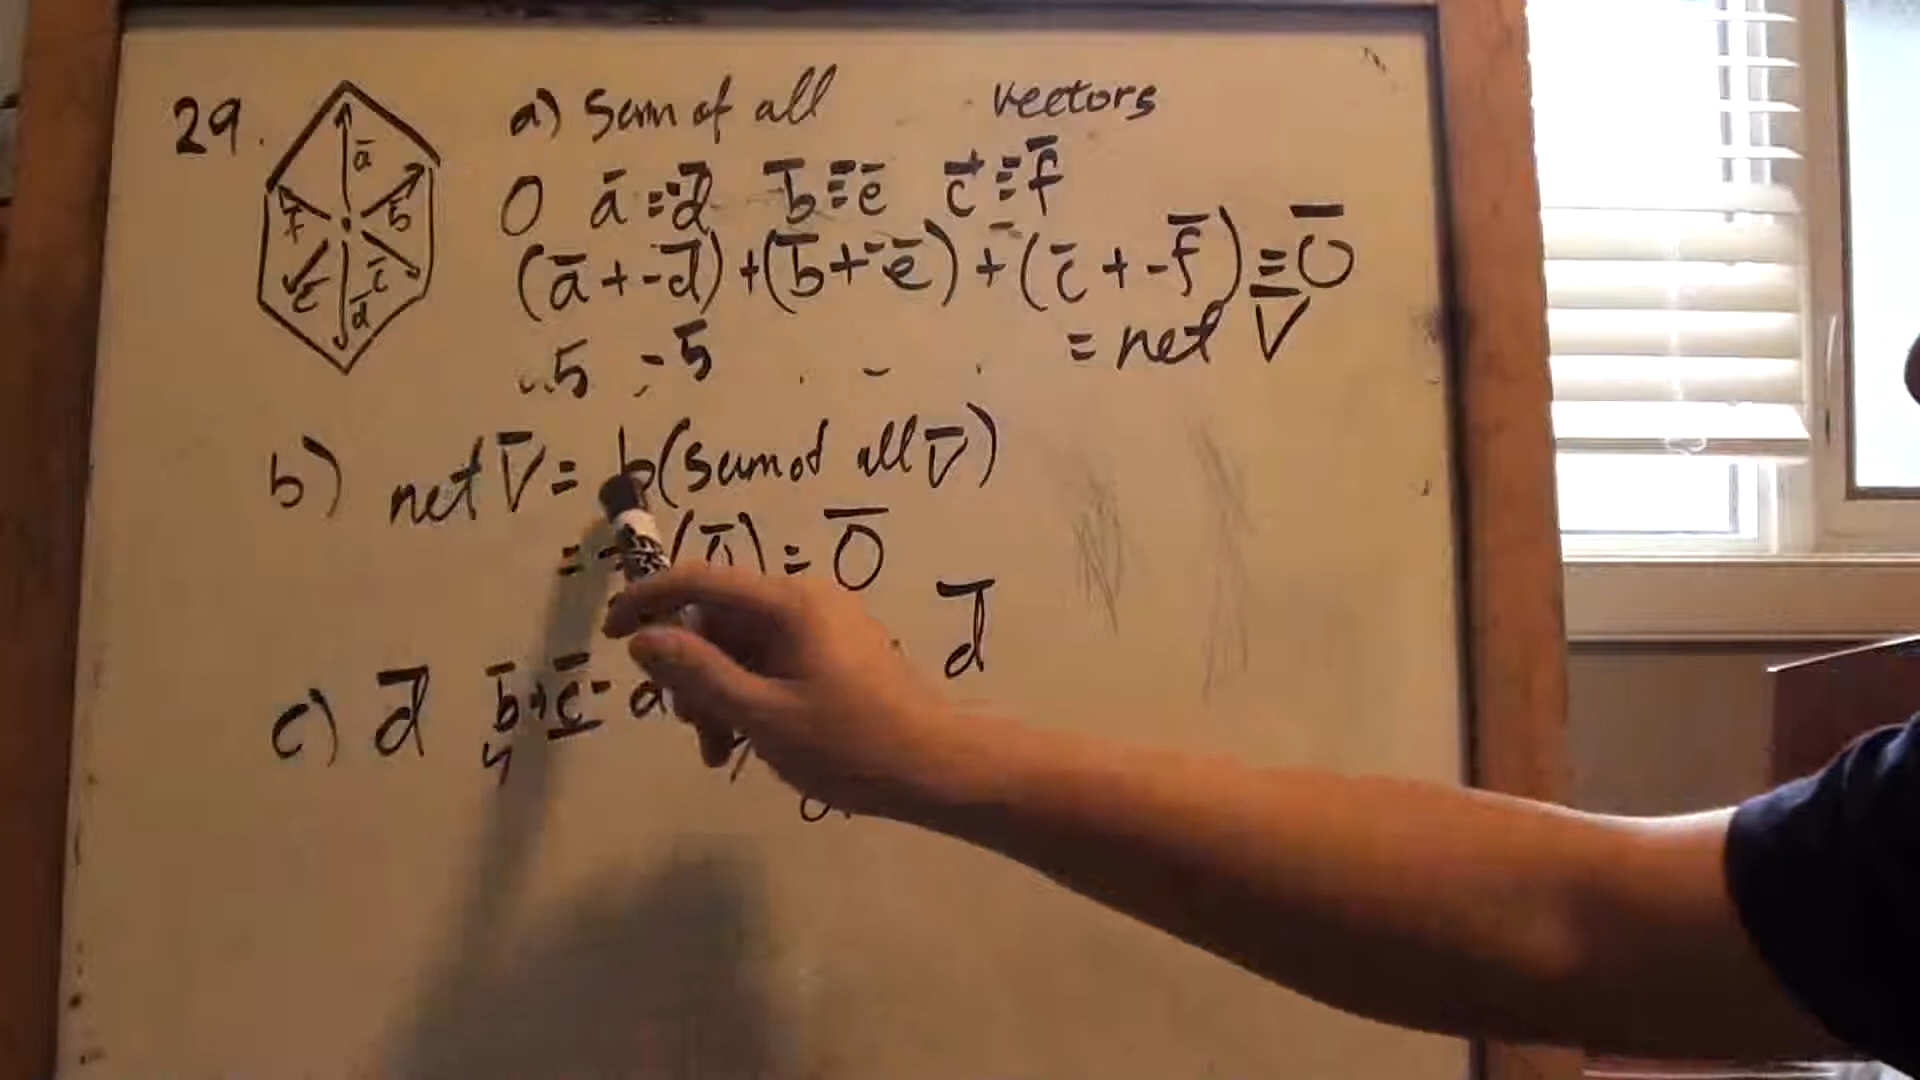 29. a) Sum of all vectors
ā b̄ c̄ d̄ e f
0 ā = d̄ b̄ = ē c̄ = f̄
(ā + -d̄) + (b̄ + -ē) + (c̄ + -f̄) = 0̄
= net V̄
5 - 5
b) net V̄ = b(Sum of all v̄)
= 0̄
d̄
c) d̄ b̄ + c̄ - a